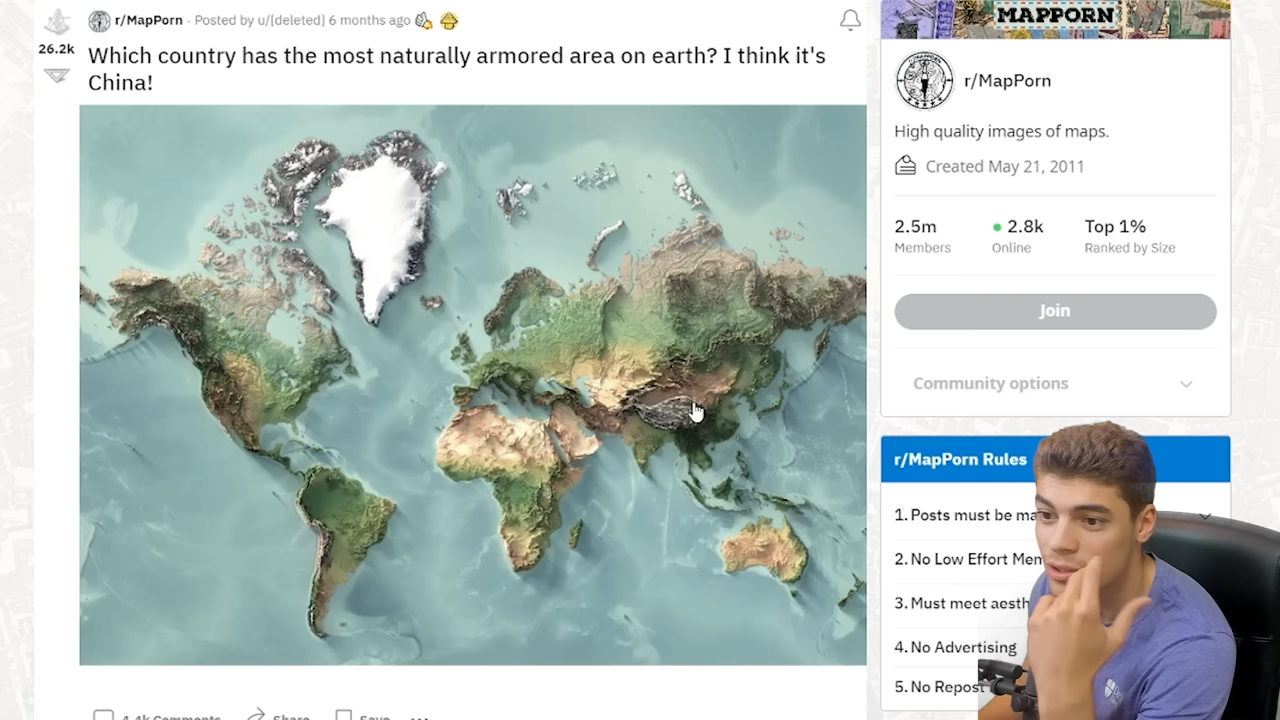 r/MapPorn · Posted by u/[deleted] 6 months ago
26.2k
Which country has the most naturally armored area on earth? I think it's
China!
4.4k Comments Share Save
MAPPORN
r/MapPorn
High quality images of maps.
Created May 21, 2011
2.5m 2.8k Top 1%
Members Online Ranked by Size
Join
Community options
r/MapPorn Rules
1. Posts must be ma
2. No Low Effort Mem
3. Must meet aesth
4. No Advertising
5. No Repost